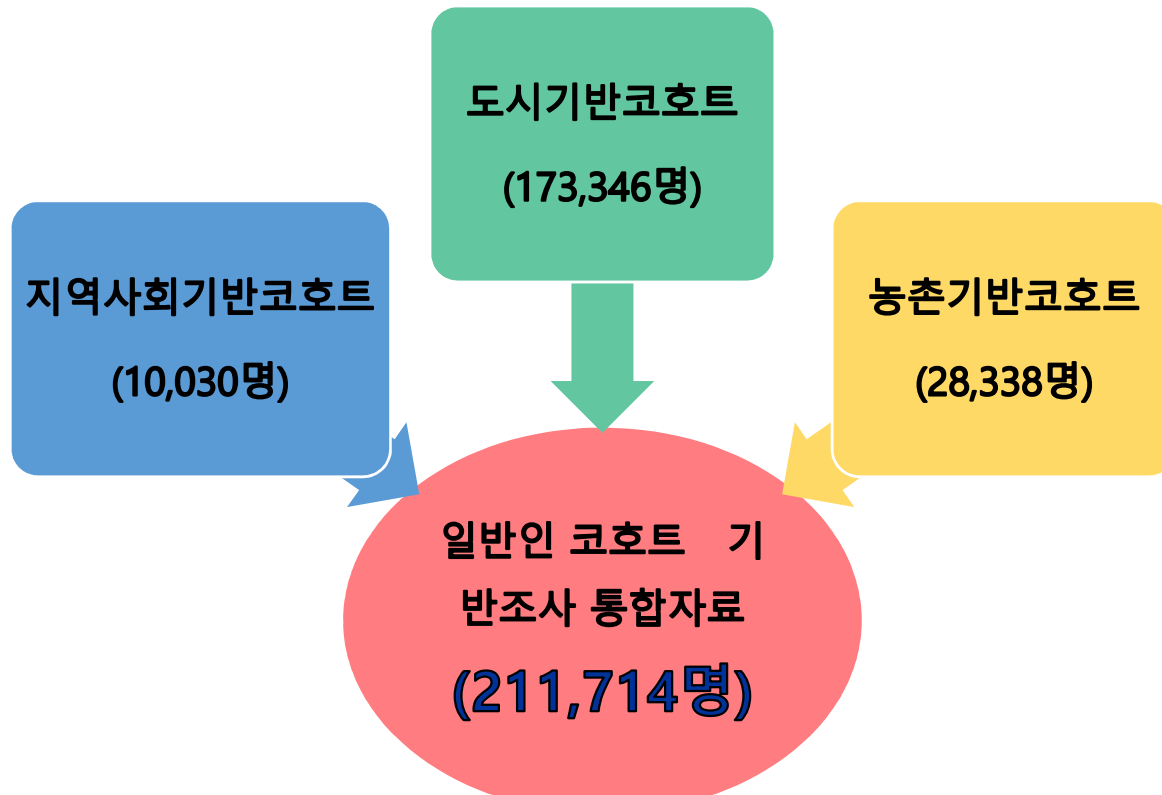 도시기반코호트
(173,346명)
지역사회기반코호트
(10,030명)
농촌기반코호트
(28,338명)
일반인 코호트 기
반조사 통합자료
(211,714명)